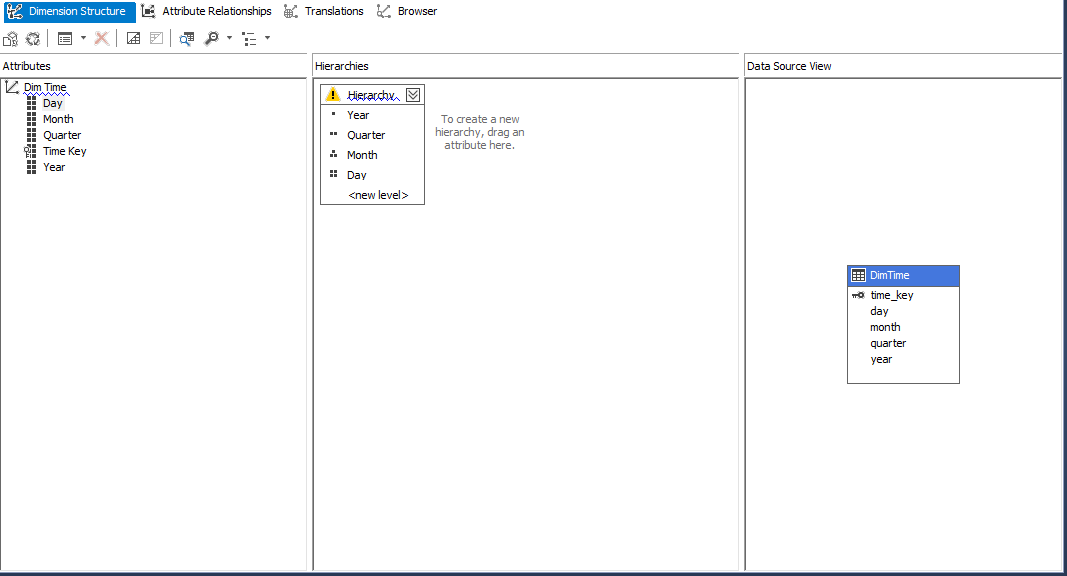 Dimension Structure Attribute Relationships Translations Browser
Attributes
Dim Time
Day
Month
Quarter
Time Key
Year
Hierarchies
Hierarchy
Year
Quarter
Month
Day
<new level>
To create a new
hierarchy, drag an
attribute here.
Data Source View
DimTime
time_key
day
month
quarter
year